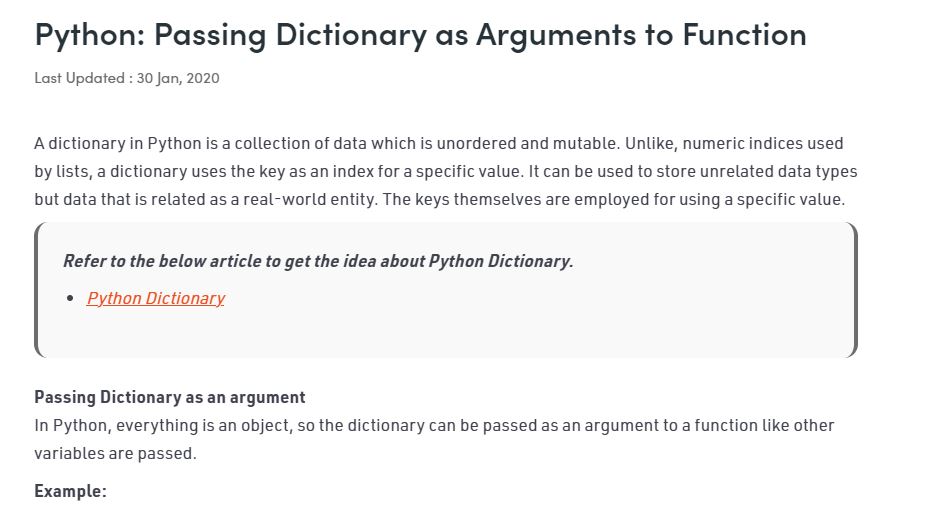 Python: Passing Dictionary as Arguments to Function
Last Updated : 30 Jan, 2020
A dictionary in Python is a collection of data which is unordered and mutable. Unlike, numeric indices used
by lists, a dictionary uses the key as an index for a specific value. It can be used to store unrelated data types
but data that is related as a real-world entity. The keys themselves are employed for using a specific value.
Refer to the below article to get the idea about Python Dictionary.
• Python Dictionary
Passing Dictionary as an argument
In Python, everything is an object, so the dictionary can be passed as an argument to a function like other
variables are passed.
Example: